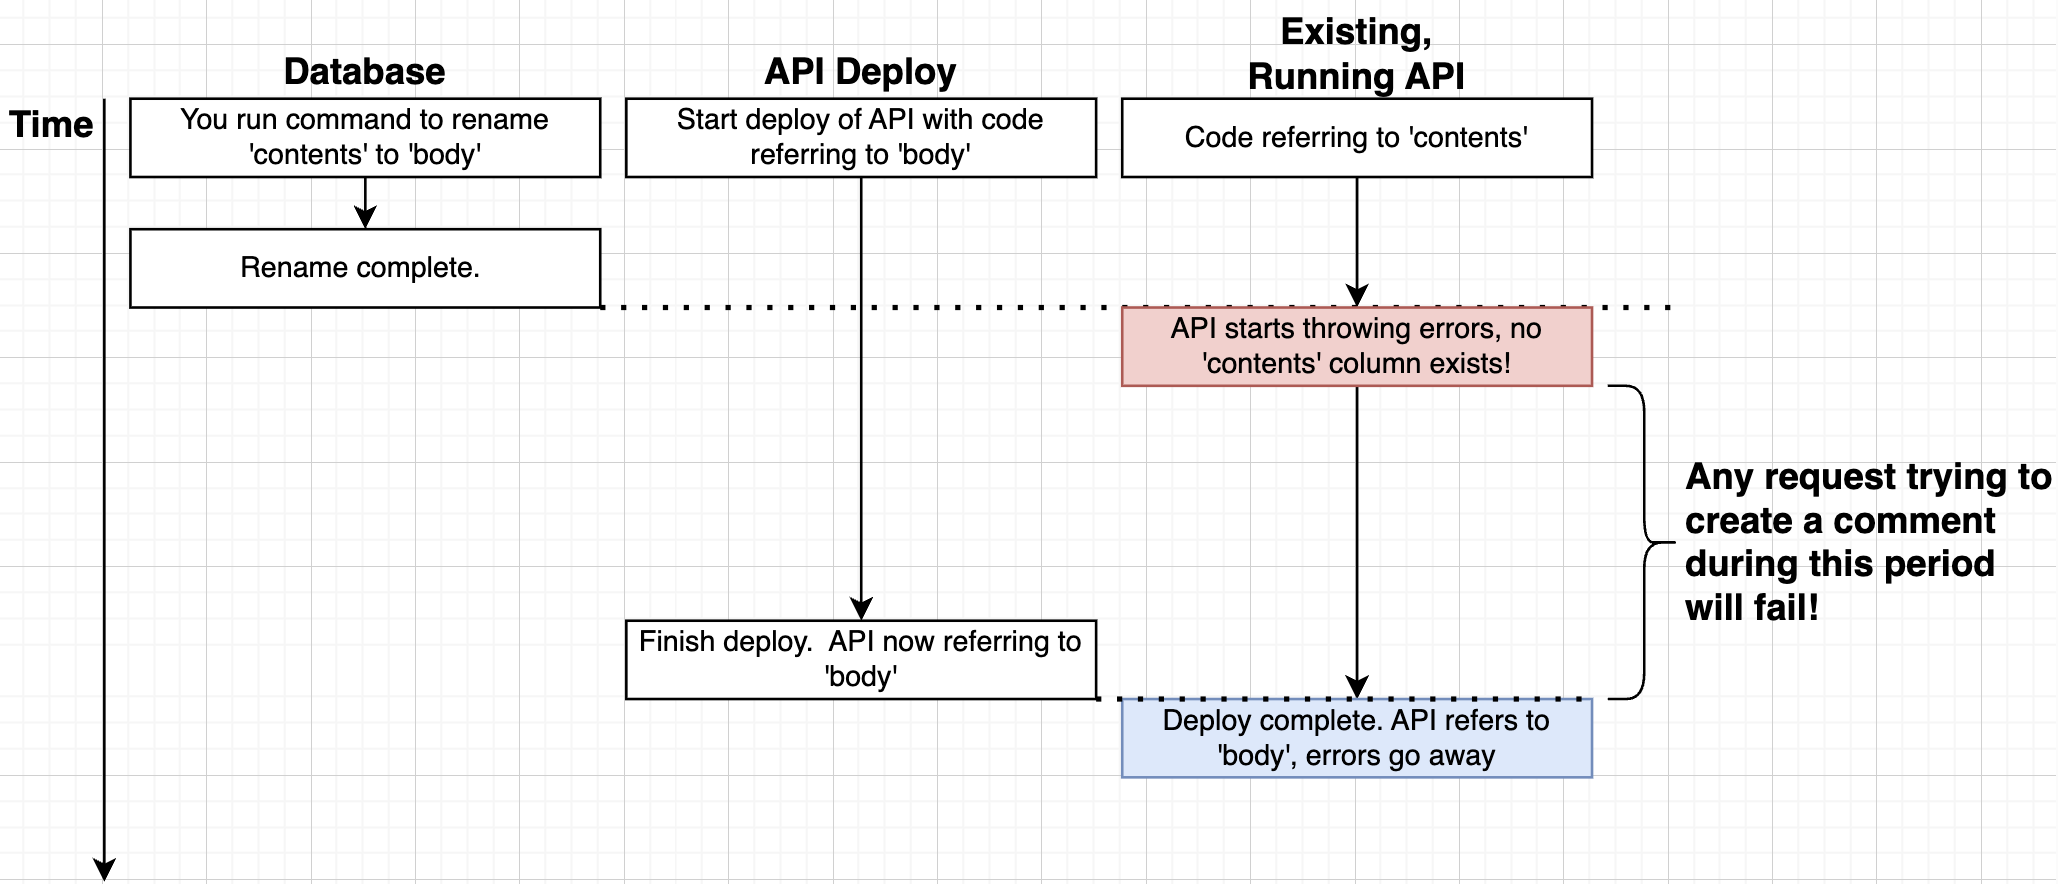 Existing,
Running API
Database
API Deploy
Time
You run command to rename
'contents' to 'body'
Start deploy of API with code
referring to 'body'
Code referring to 'contents'
Rename complete.
API starts throwing errors, no
'contents' column exists!
Any request trying to
create a comment
during this period
will fail!
Finish deploy.  API now referring to
'body'
Deploy complete. API refers to
'body', errors go away